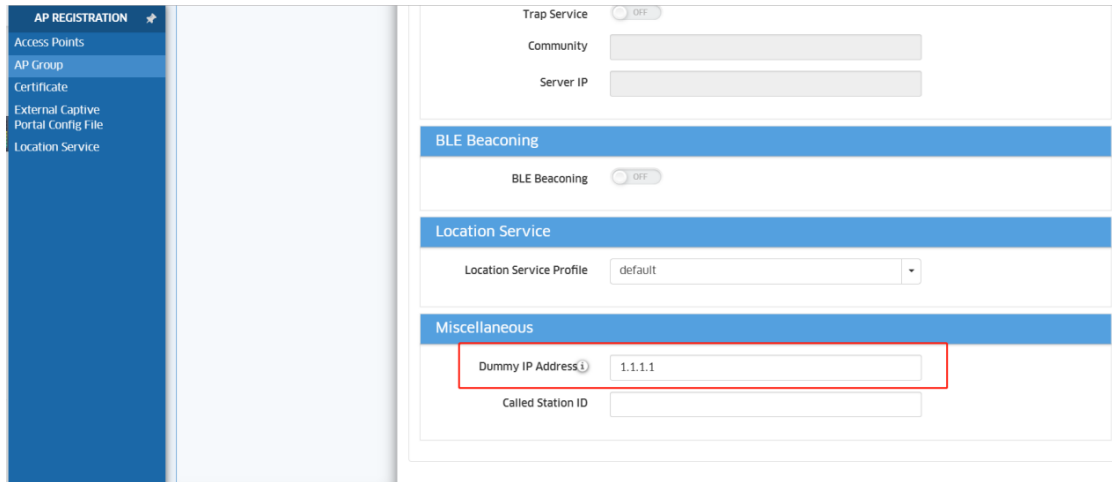 AP REGISTRATION
Access Points
AP Group
Certificate
External Captive
Portal Config File
Location Service
Trap Service
OFF
Community
Server IP
BLE Beaconing
BLE Beaconing
OFF
Location Service
Location Service Profile
default
Miscellaneous
Dummy IP Address
1.1.1.1
Called Station ID